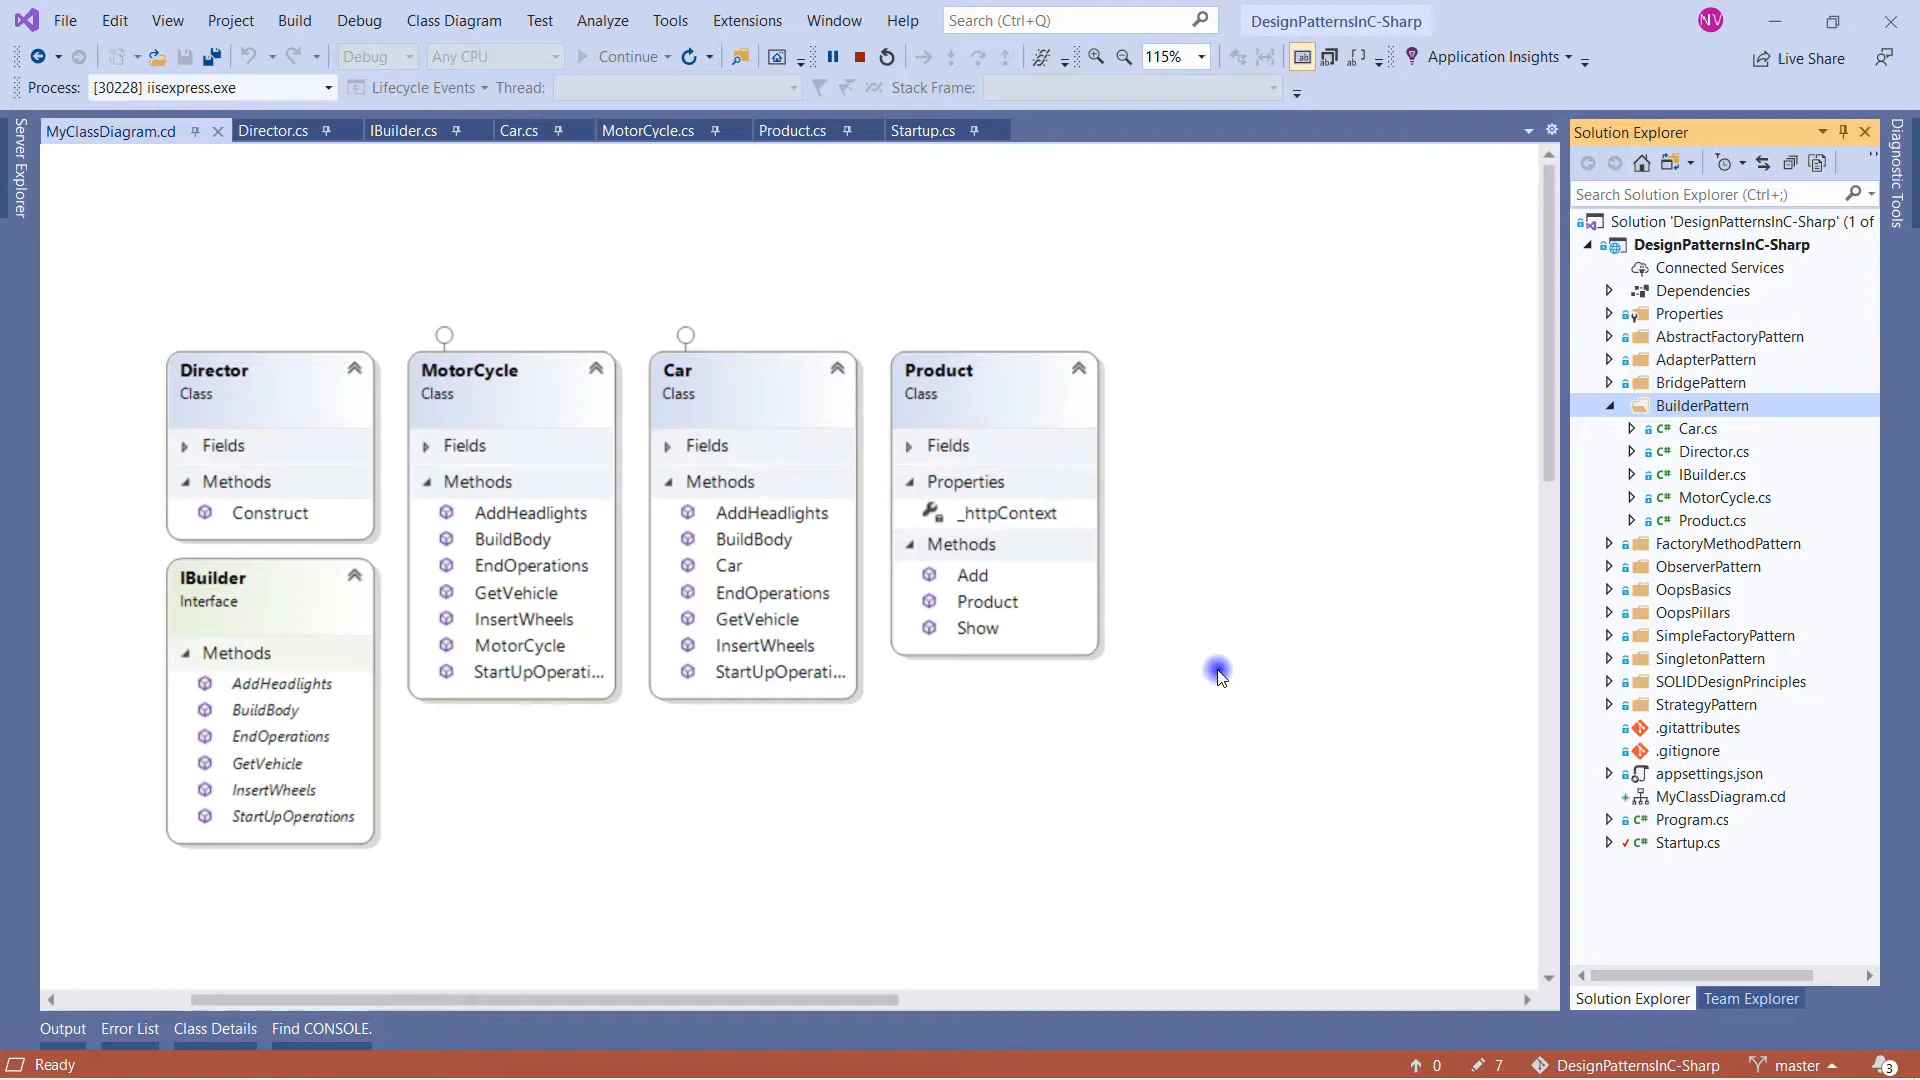 File Edit View Project Build Debug Class Diagram Test Analyze Tools Extensions Window Help Search (Ctrl+Q) DesignPatternsInC-Sharp NV
Debug Any CPU Continue 115% Application Insights Live Share
Process: [30228] iisexpress.exe Lifecycle Events Thread: Stack Frame:
Server Explorer
MyClassDiagram.cd Director.cs IBuilder.cs Car.cs MotorCycle.cs Product.cs Startup.cs
Director
Class
Fields
Methods
Construct
IBuilder
Interface
Methods
AddHeadlights
BuildBody
EndOperations
GetVehicle
InsertWheels
StartUpOperations
MotorCycle
Class
Fields
Methods
AddHeadlights
BuildBody
EndOperations
GetVehicle
InsertWheels
MotorCycle
StartUpOperati...
Car
Class
Fields
Methods
AddHeadlights
BuildBody
Car
EndOperations
GetVehicle
InsertWheels
StartUpOperati...
Product
Class
Fields
Properties
_httpContext
Methods
Add
Product
Show
Solution Explorer
Search Solution Explorer (Ctrl+;)
Solution 'DesignPatternsInC-Sharp' (1 of
DesignPatternsInC-Sharp
Connected Services
Dependencies
Properties
AbstractFactoryPattern
AdapterPattern
BridgePattern
BuilderPattern
C# Car.cs
C# Director.cs
C# IBuilder.cs
C# MotorCycle.cs
C# Product.cs
FactoryMethodPattern
ObserverPattern
OopsBasics
OopsPillars
SimpleFactoryPattern
SingletonPattern
SOLIDDesignPrinciples
StrategyPattern
.gitattributes
.gitignore
appsettings.json
MyClassDiagram.cd
C# Program.cs
C# Startup.cs
Solution Explorer Team Explorer
Diagnostic Tools
Output Error List Class Details Find CONSOLE.
Ready 0 7 DesignPatternsInC-Sharp master 3